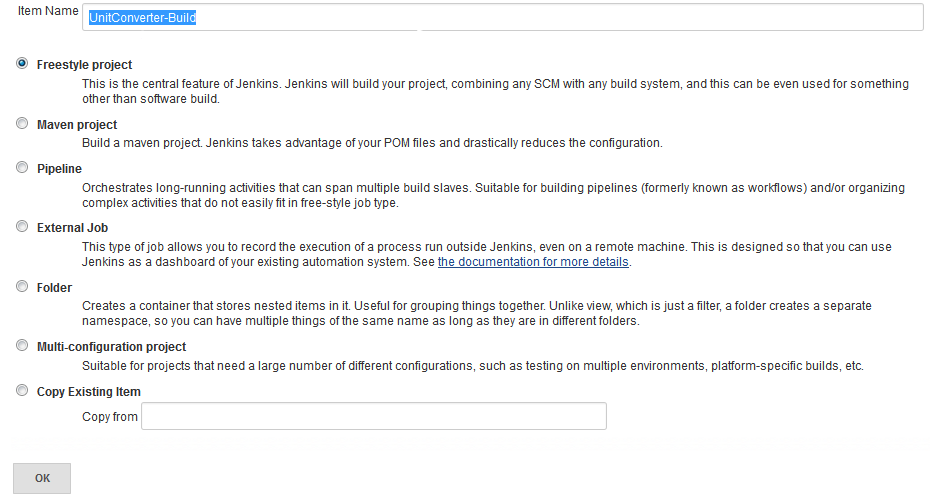 Item Name UnitConverter-Build
Freestyle project
This is the central feature of Jenkins. Jenkins will build your project, combining any SCM with any build system, and this can be even used for something
other than software build.
Maven project
Build a maven project. Jenkins takes advantage of your POM files and drastically reduces the configuration.
Pipeline
Orchestrates long-running activities that can span multiple build slaves. Suitable for building pipelines (formerly known as workflows) and/or organizing
complex activities that do not easily fit in free-style job type.
External Job
This type of job allows you to record the execution of a process run outside Jenkins, even on a remote machine. This is designed so that you can use
Jenkins as a dashboard of your existing automation system. See the documentation for more details.
Folder
Creates a container that stores nested items in it. Useful for grouping things together. Unlike view, which is just a filter, a folder creates a separate
namespace, so you can have multiple things of the same name as long as they are in different folders.
Multi-configuration project
Suitable for projects that need a large number of different configurations, such as testing on multiple environments, platform-specific builds, etc.
Copy Existing Item
Copy from
OK